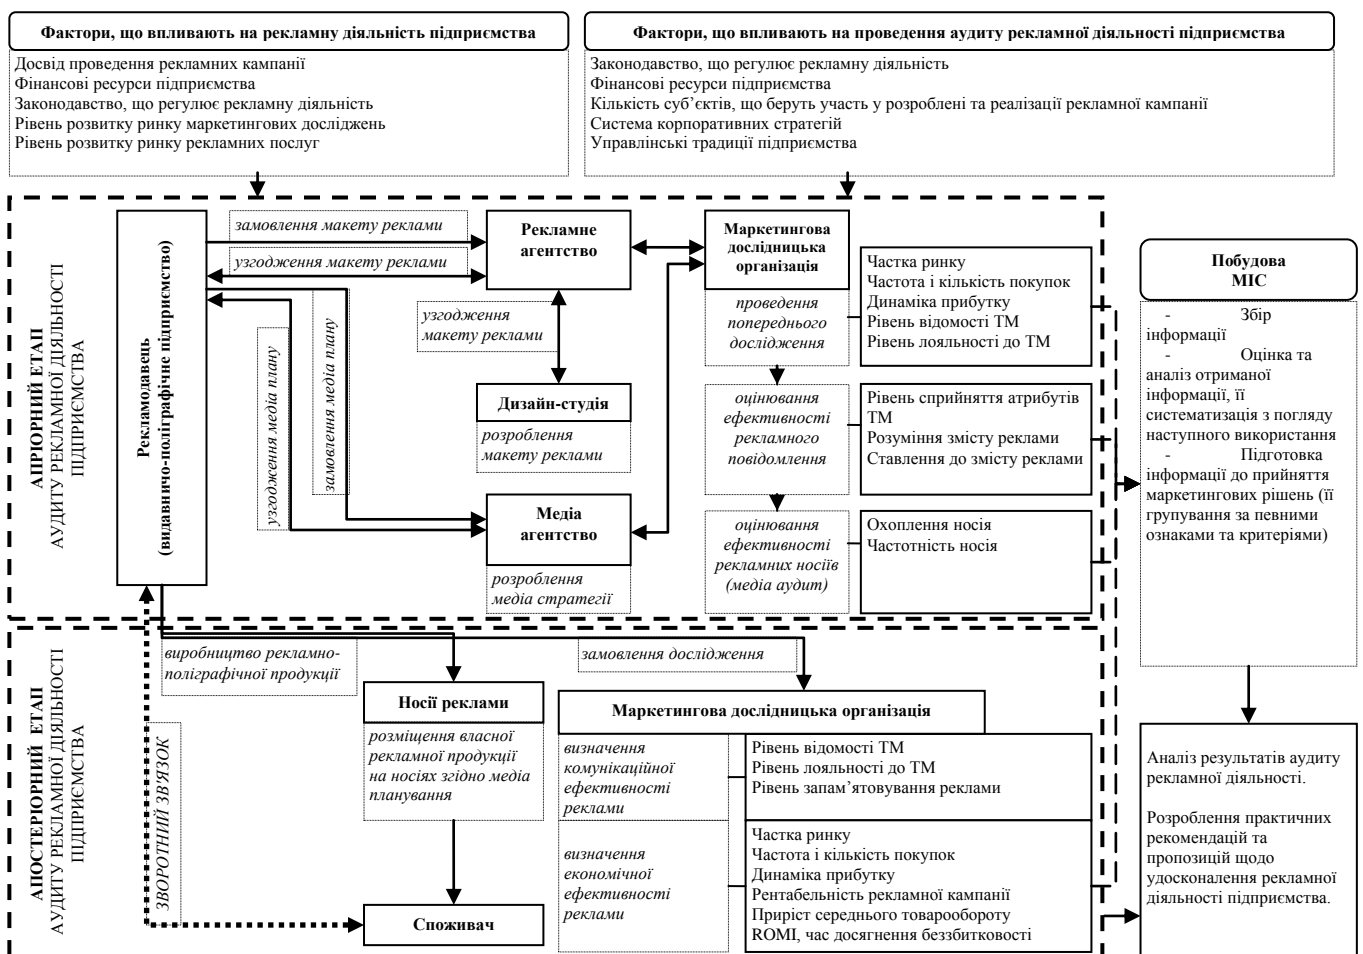 Фактори, що впливають на рекламну діяльність підприємства
Досвід проведення рекламних кампанії
Фінансові ресурси підприємства
Законодавство, що регулює рекламну діяльність
Рівень розвитку ринку маркетингових досліджень
Рівень розвитку ринку рекламних послуг
Фактори, що впливають на проведення аудиту рекламної діяльності підприємства
Законодавство, що регулює рекламну діяльність
Фінансові ресурси підприємства
Кількість суб’єктів, що беруть участь у розроблені та реалізації рекламної кампанії
Система корпоративних стратегій
Управлінські традиції підприємства
АПРІОРНИЙ ЕТАП
АУДИТУ РЕКЛАМНОЇ ДІЯЛЬНОСТІ
ПІДПРИЄМСТВА
Рекламодавець
(видавничо-поліграфічне підприємство)
замовлення макету реклами
узгодження макету реклами
узгодження медіа плану
замовлення медіа плану
Рекламне
агентство
узгодження
макету реклами
Дизайн-студія
розроблення
макету реклами
Медіа
агентство
розроблення
медіа стратегії
Маркетингова
дослідницька
організація
проведення
попереднього
дослідження
Частка ринку
Частота і кількість покупок
Динаміка прибутку
Рівень відомості ТМ
Рівень лояльності до ТМ
оцінювання
ефективності
рекламного
повідомлення
Рівень сприйняття атрибутів
ТМ
Розуміння змісту реклами
Ставлення до змісту реклами
оцінювання
ефективності
рекламних носіїв
(медіа аудит)
Охоплення носія
Частотність носія
Побудова
МІС
- Збір
інформації
- Оцінка та
аналіз отриманої
інформації, її
систематизація з погляду
наступного використання
- Підготовка
інформації до прийняття
маркетингових рішень (її
групування за певними
ознаками та критеріями)
АПОСТЕРІОРНИЙ ЕТАП
АУДИТУ РЕКЛАМНОЇ ДІЯЛЬНОСТІ
ПІДПРИЄМСТВА
ЗВОРОТНИЙ ЗВ'ЯЗОК
виробництво рекламно-
поліграфічної продукції
замовлення дослідження
Носії реклами
розміщення власної
рекламної продукції
на носіях згідно медіа
планування
Споживач
Маркетингова дослідницька організація
визначення
комунікаційної
ефективності
реклами
Рівень відомості ТМ
Рівень лояльності до ТМ
Рівень запам’ятовування реклами
визначення
економічної
ефективності
реклами
Частка ринку
Частота і кількість покупок
Динаміка прибутку
Рентабельність рекламної кампанії
Приріст середнього товарообороту
ROMI, час досягнення беззбитковості
Аналіз результатів аудиту
рекламної діяльності.
Розроблення практичних
рекомендацій та
пропозицій щодо
удосконалення рекламної
діяльності підприємства.